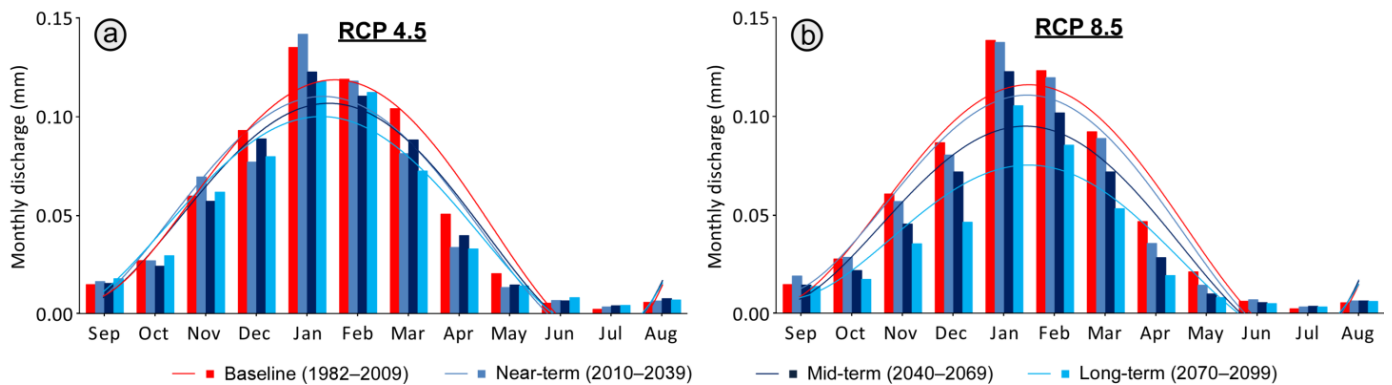 a
RCP 4.5
Monthly discharge (mm)
0.15
0.10
0.05
0.00
Sep Oct Nov Dec Jan Feb Mar Apr May Jun Jul Aug
b
RCP 8.5
Monthly discharge (mm)
0.15
0.10
0.05
0.00
Sep Oct Nov Dec Jan Feb Mar Apr May Jun Jul Aug
Baseline (1982–2009) Near-term (2010–2039) Mid-term (2040–2069) Long-term (2070–2099)